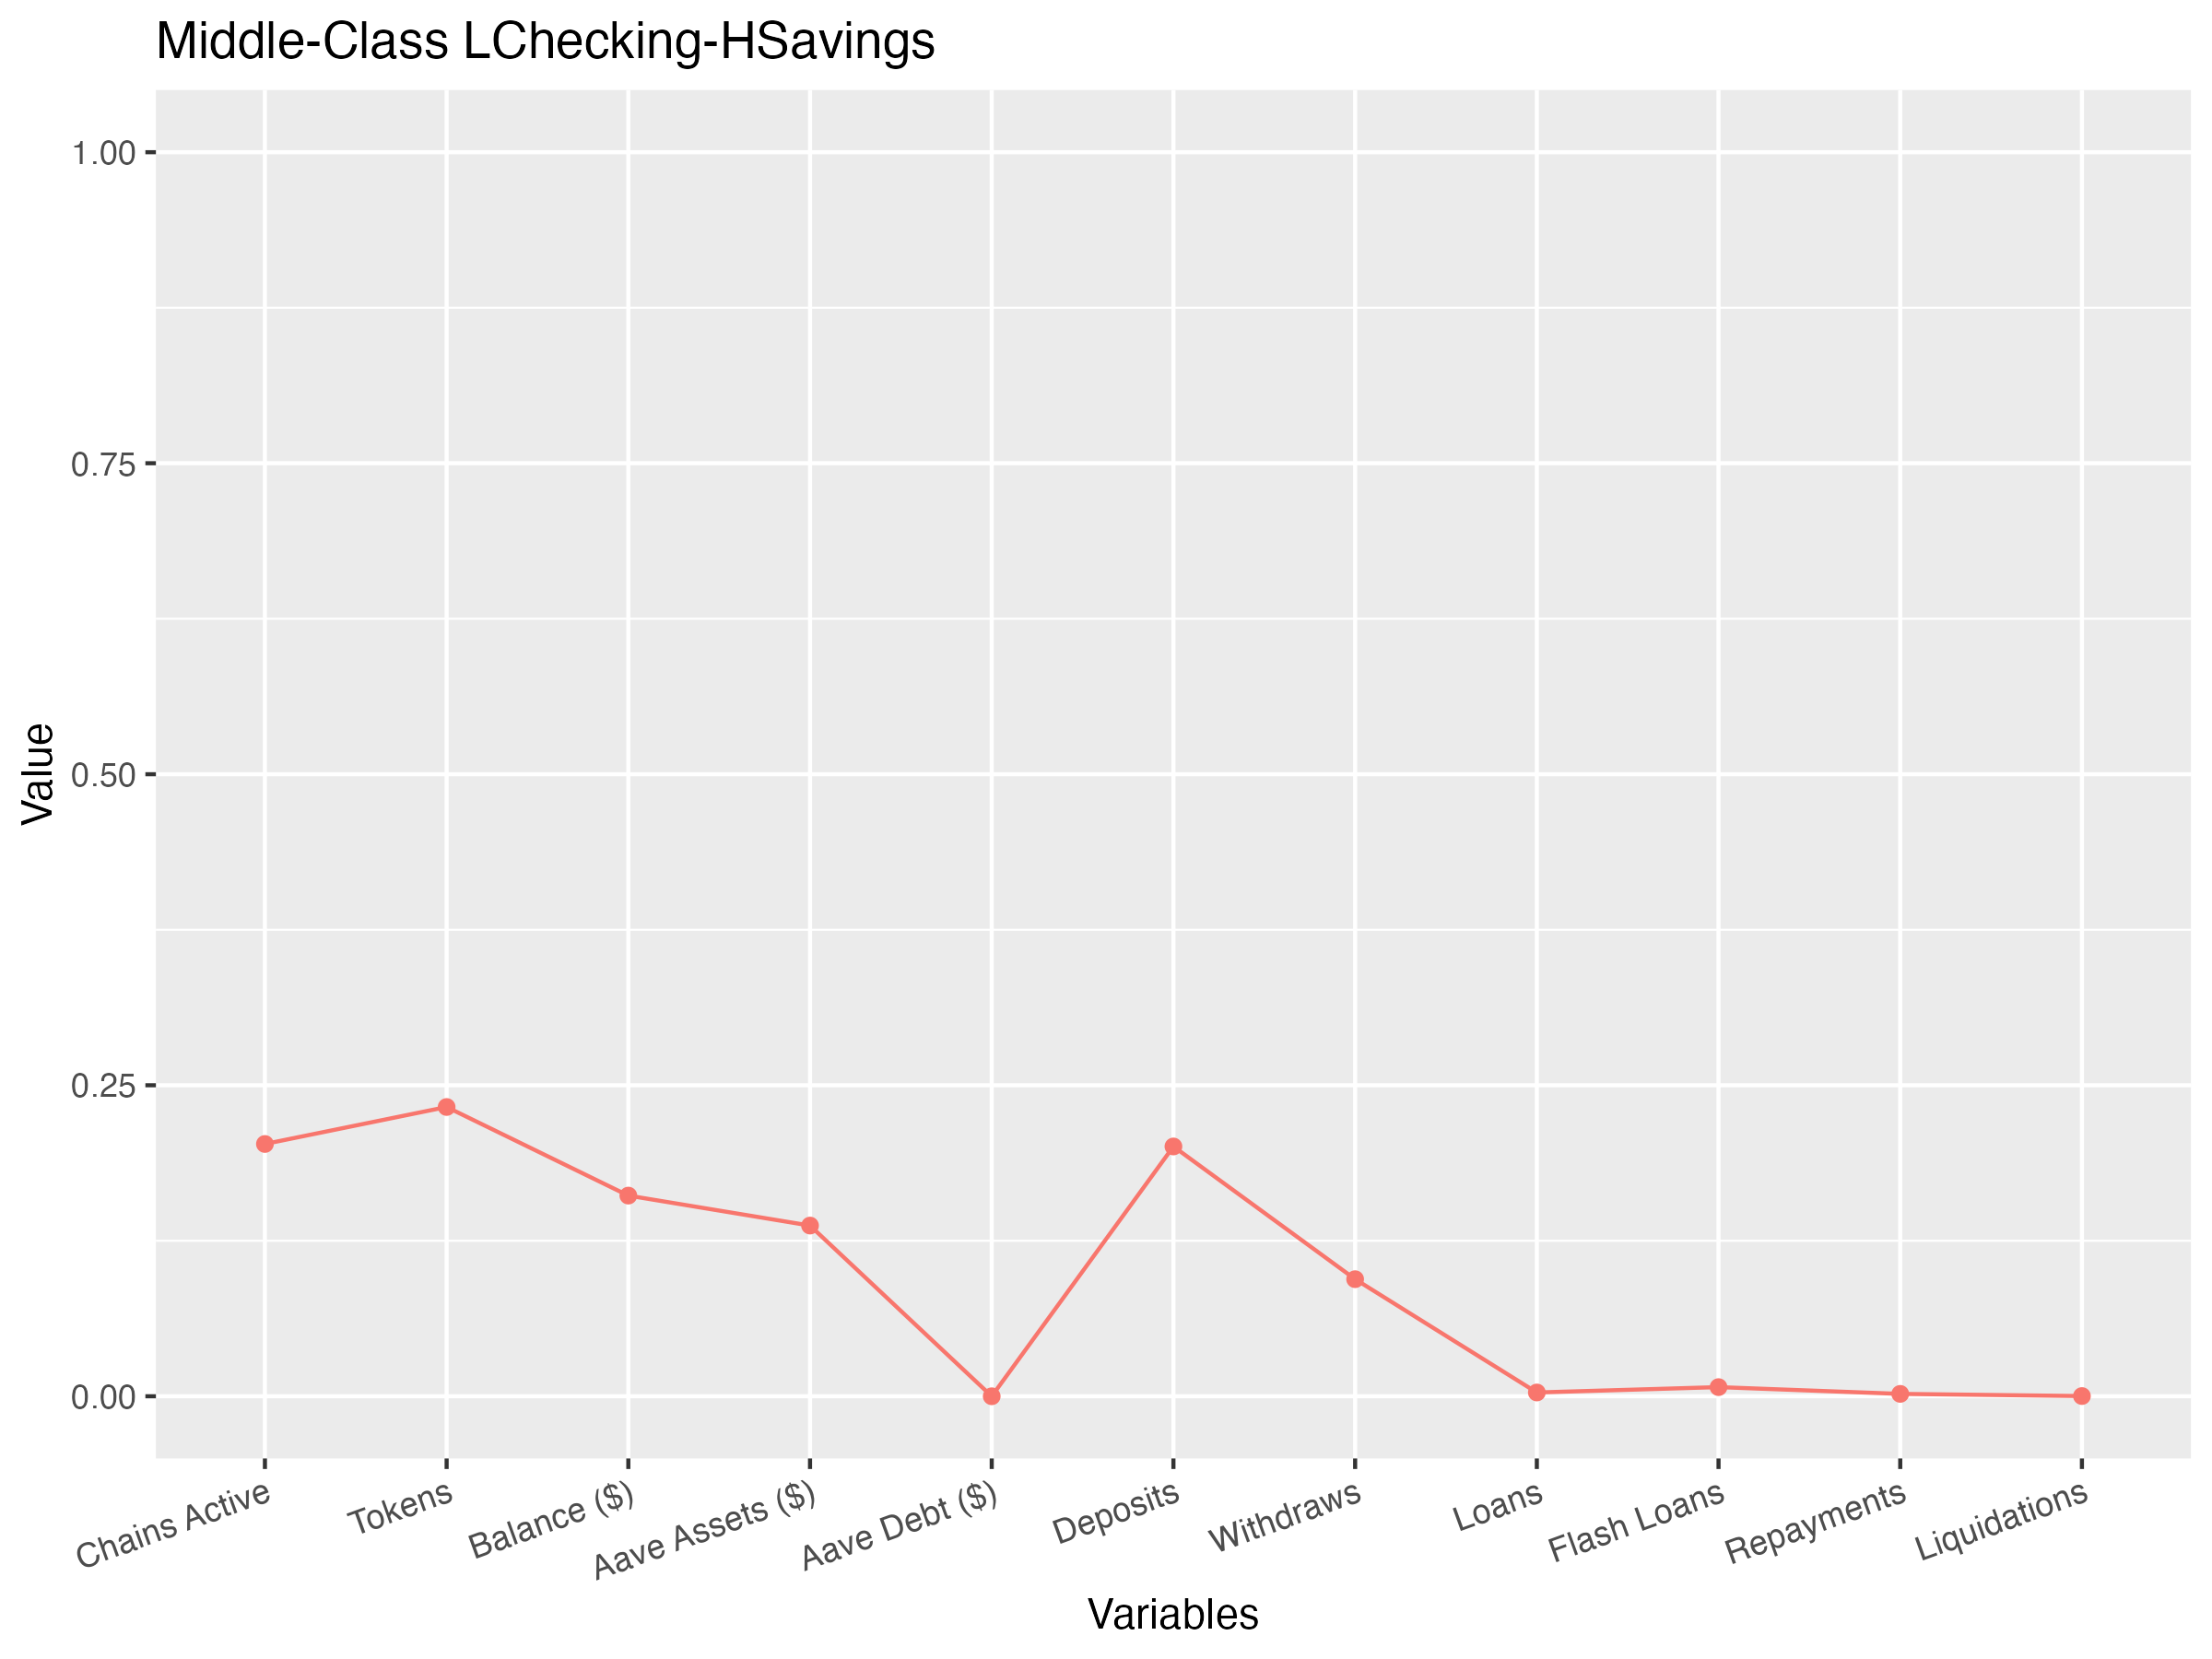 Middle-Class LChecking-HSavings
Value
1.00
0.75
0.50
0.25
0.00
Chains Active
Tokens
Balance ($)
Aave Assets ($)
Aave Debt ($)
Deposits
Withdraws
Loans
Flash Loans
Repayments
Liquidations
Variables